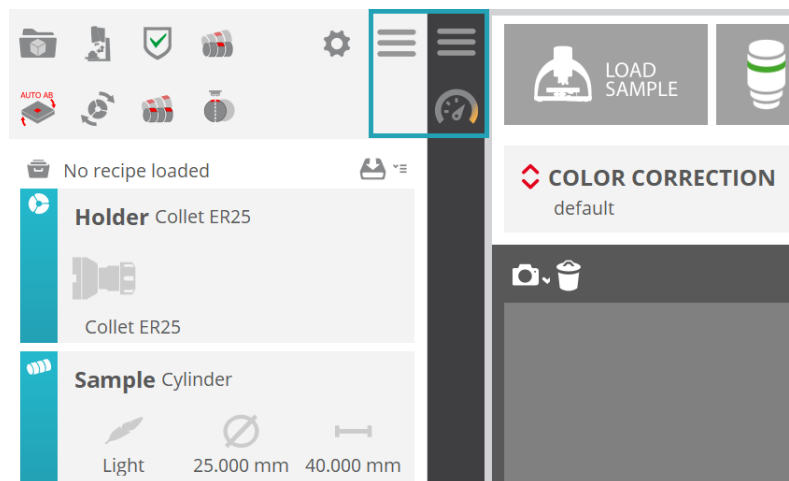 AUTO AB
LOAD
SAMPLE
No recipe loaded
COLOR CORRECTION
default
Holder Collet ER25
Collet ER25
Sample Cylinder
Light 25.000 mm 40.000 mm